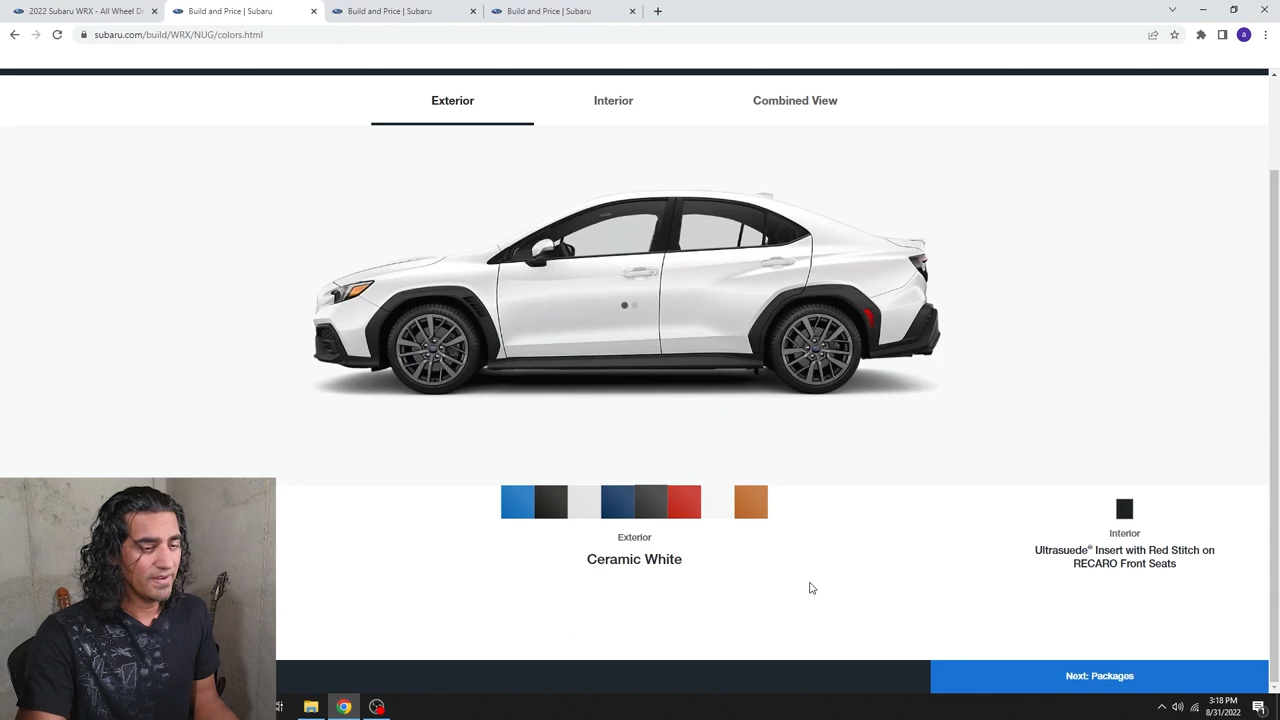 2022 Subaru WRX - All Wheel D
Build and Price | Subaru
Build and Price | Subaru
Build and Price | Subaru
subaru.com/build/WRX/NUG/colors.html
a
Exterior
Interior
Combined View
Exterior
Ceramic White
Interior
Ultrasuede® Insert with Red Stitch on
RECARO Front Seats
Next: Packages
3:18 PM
8/31/2022
1